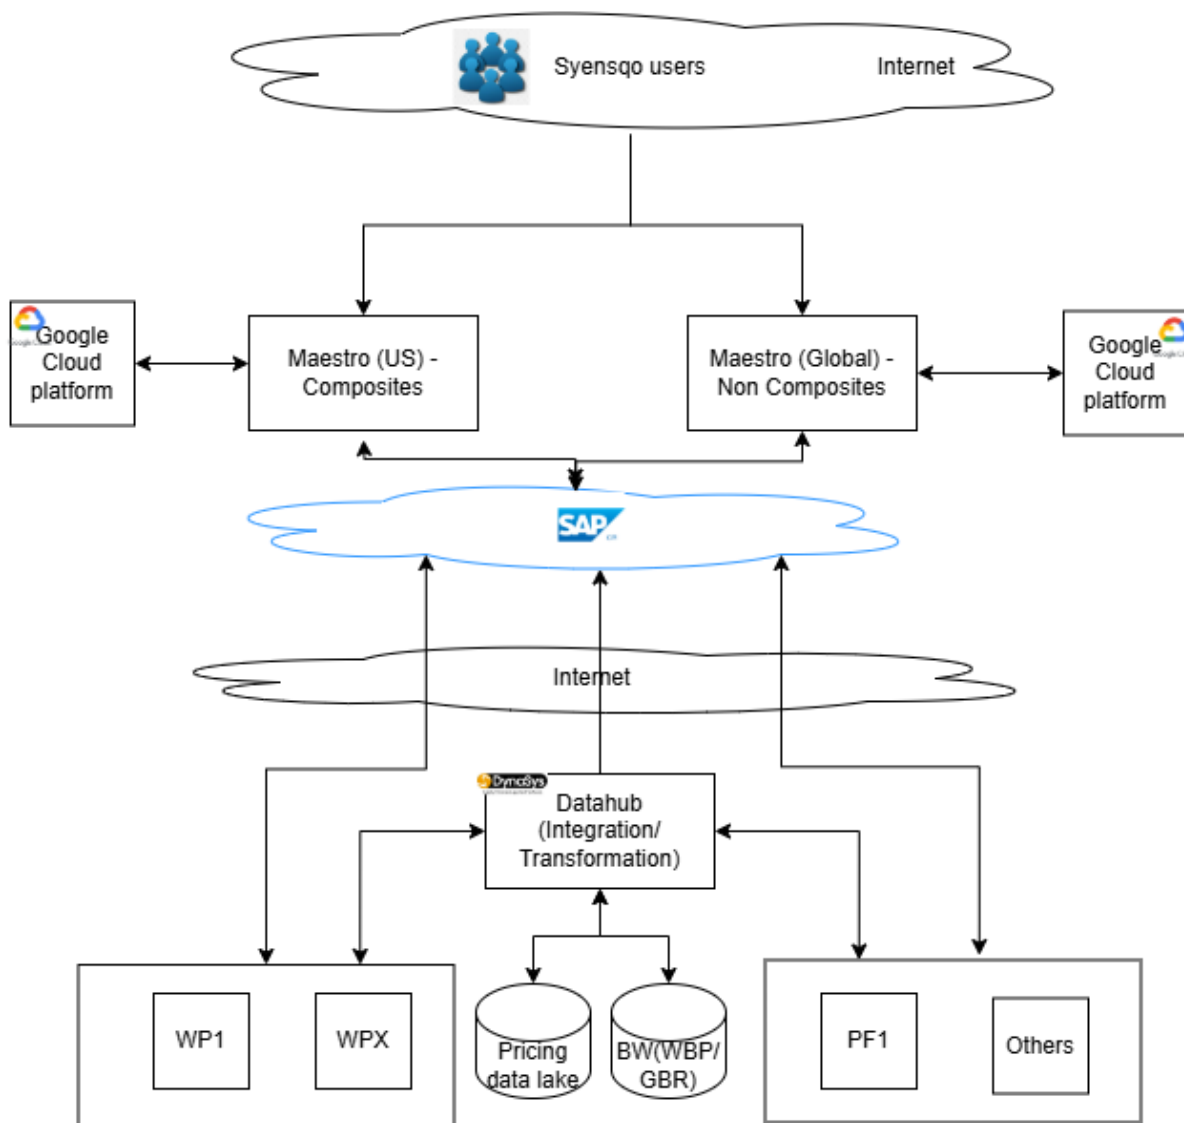 Syensqo users
Internet
Google
Cloud
platform
Maestro (US) -
Composites
Maestro (Global) -
Non Composites
Google
Cloud
platform
SAP
Internet
DynaSys
Datahub
(Integration/
Transformation)
WP1
WPX
Pricing
data lake
BW(WBP/
GBR)
PF1
Others